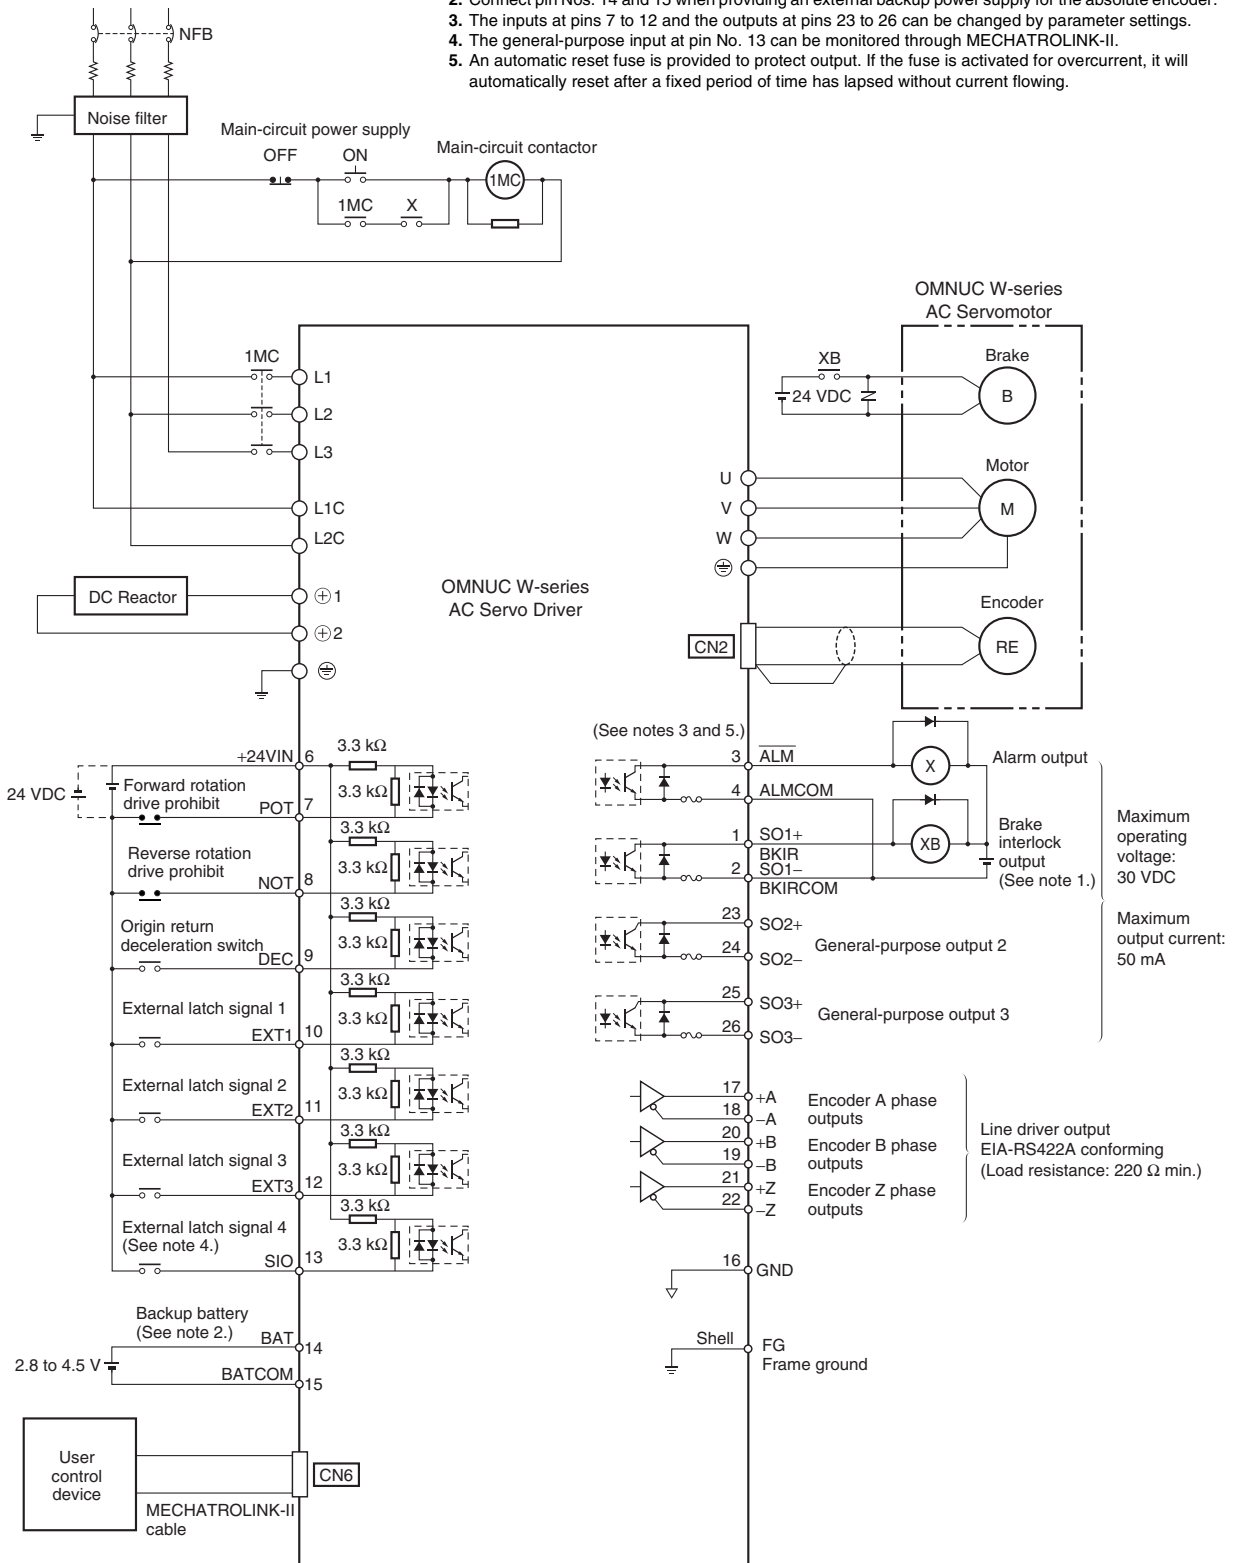 2. Connect pin Nos. 14 and 15 when providing an external backup power supply for the absolute encoder.
3. The inputs at pins 7 to 12 and the outputs at pins 23 to 26 can be changed by parameter settings.
4. The general-purpose input at pin No. 13 can be monitored through MECHATROLINK-II.
5. An automatic reset fuse is provided to protect output. If the fuse is activated for overcurrent, it will
automatically reset after a fixed period of time has lapsed without current flowing.
NFB
Noise filter
Main-circuit power supply
OFF
ON
Main-circuit contactor
1MC
1MC
X
OMNUC W-series
AC Servomotor
1MC
L1
L2
L3
L1C
L2C
DC Reactor
+1
+2
OMNUC W-series
AC Servo Driver
XB
24 VDC
Brake
B
U
V
W
Motor
M
CN2
Encoder
RE
24 VDC
+24VIN
6
3.3 kΩ
3.3 kΩ
Forward rotation
drive prohibit
POT
7
3.3 kΩ
3.3 kΩ
Reverse rotation
drive prohibit
NOT
8
3.3 kΩ
3.3 kΩ
Origin return
deceleration switch
DEC
9
3.3 kΩ
3.3 kΩ
External latch signal 1
EXT1
10
3.3 kΩ
3.3 kΩ
External latch signal 2
EXT2
11
3.3 kΩ
3.3 kΩ
External latch signal 3
EXT3
12
3.3 kΩ
3.3 kΩ
External latch signal 4
(See note 4.)
SIO
13
Backup battery
(See note 2.)
BAT
14
2.8 to 4.5 V
BATCOM
15
User
control
device
MECHATROLINK-II
cable
CN6
(See notes 3 and 5.)
3
ALM
X
Alarm output
4
ALMCOM
1
SO1+
BKIR
XB
Brake
interlock
output
(See note 1.)
2
SO1−
BKIRCOM
Maximum
operating
voltage:
30 VDC
23
SO2+
24
SO2−
General-purpose output 2
Maximum
output current:
50 mA
25
SO3+
26
SO3−
General-purpose output 3
17
+A
18
−A
Encoder A phase
outputs
20
+B
19
−B
Encoder B phase
outputs
21
+Z
22
−Z
Encoder Z phase
outputs
Line driver output
EIA-RS422A conforming
(Load resistance: 220 Ω min.)
16
GND
Shell
FG
Frame ground